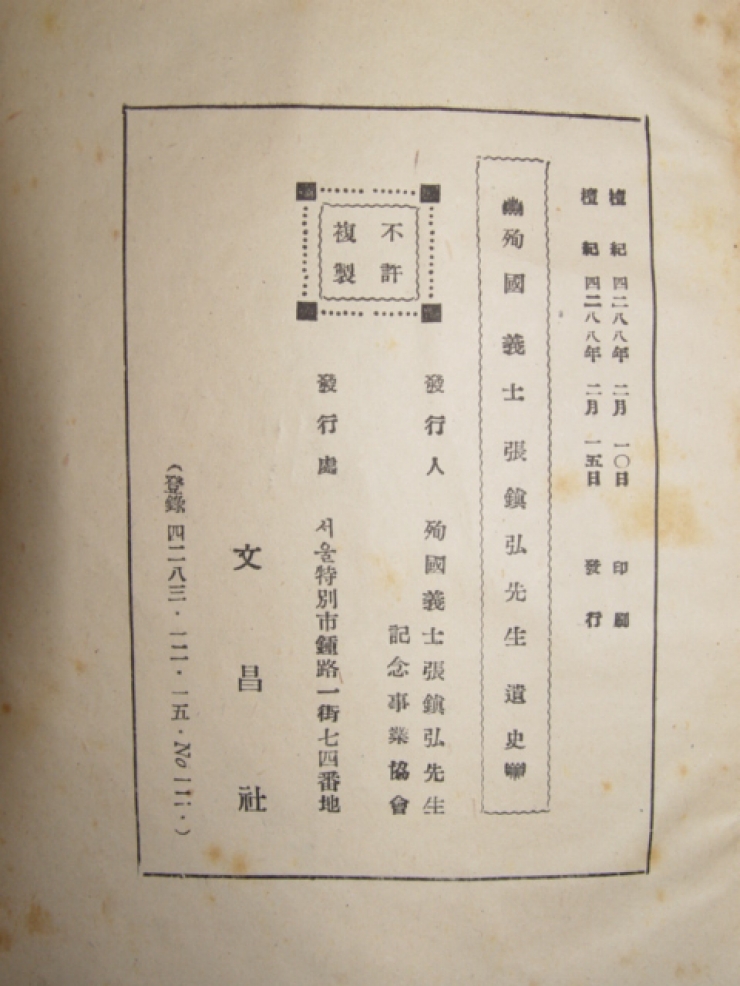 檀紀四二八八年 二月 一〇日 印刷
檀紀四二八八年 二月 一五日 發行
殉國義士 張鎭弘先生 遺史
不許
複製
發行人 殉國義士張鎭弘先生
記念事業協會
發行處 서울特別市鍾路一街七四番地
文昌社
(登錄 四二八三·一二·一五·No 一一一·)